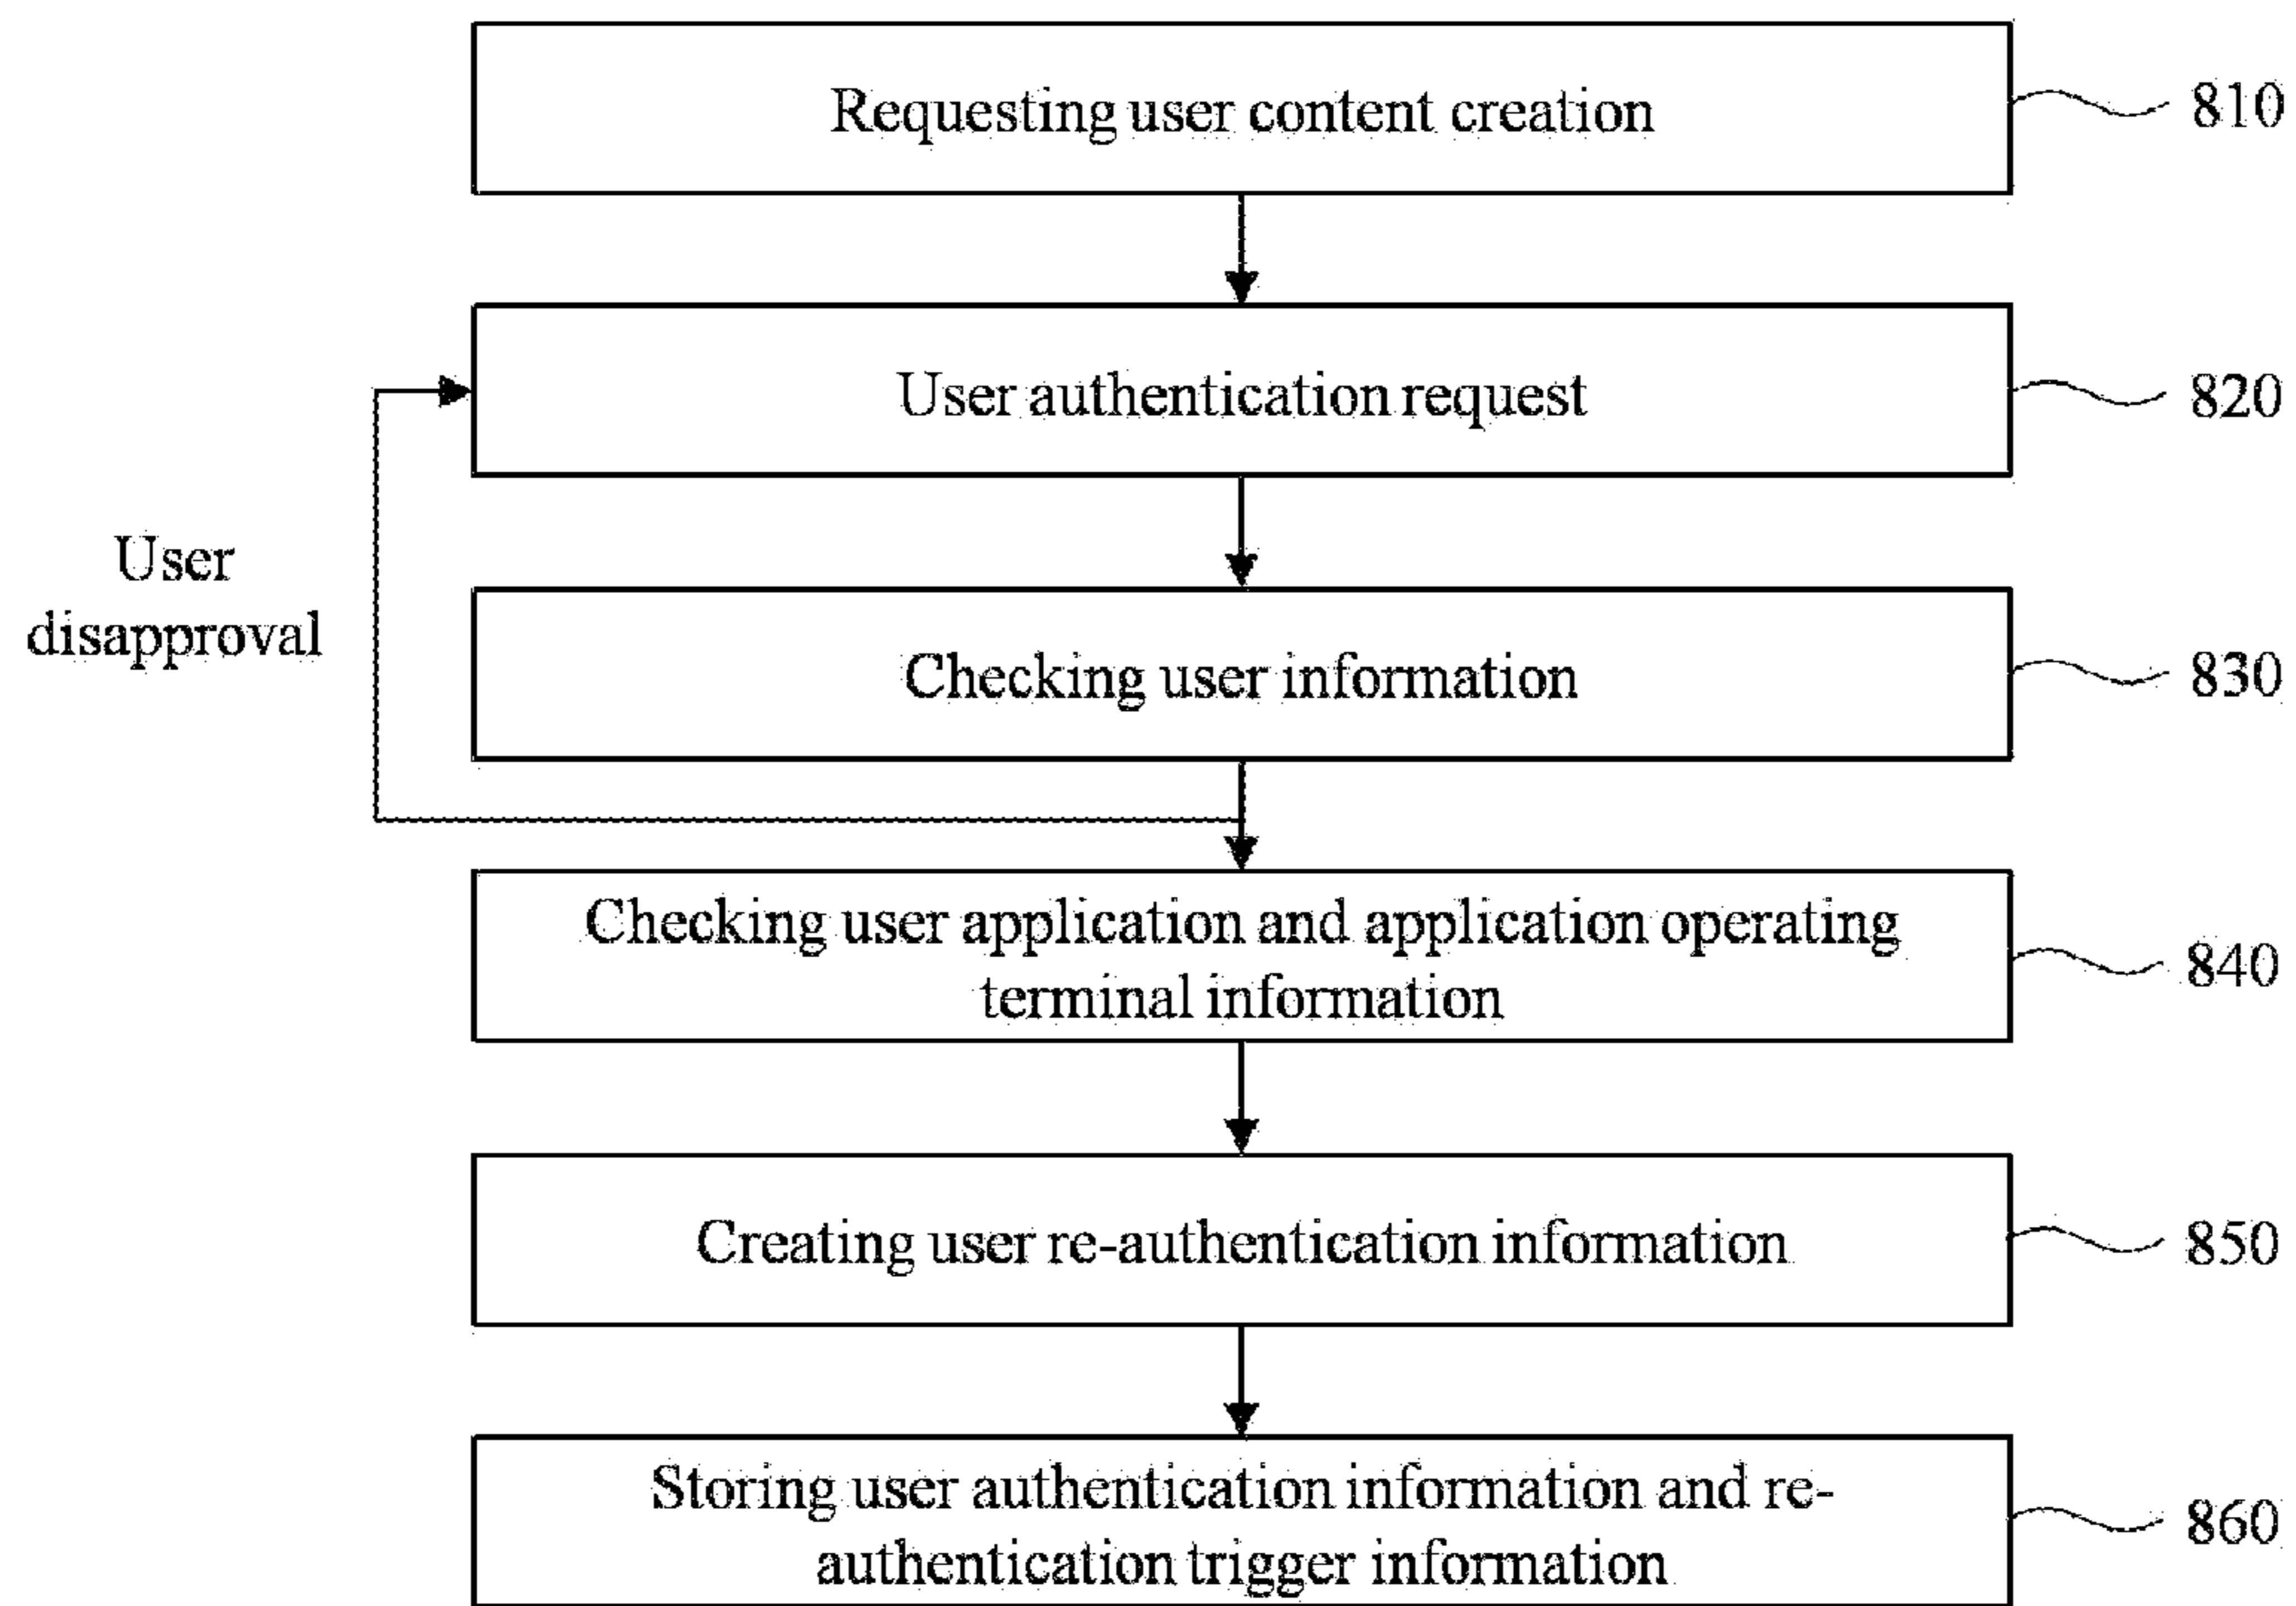 Requesting user content creation
810
User authentication request
820
User
disapproval
Checking user information
830
Checking user application and application operating
terminal information
840
Creating user re-authentication information
850
Storing user authentication information and re-
authentication trigger information
860